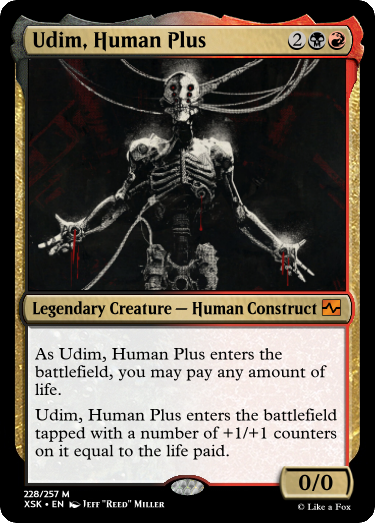 Udim, Human Plus 2
Legendary Creature — Human Construct
As Udim, Human Plus enters the
battlefield, you may pay any amount of
life.
Udim, Human Plus enters the battlefield
tapped with a number of +1/+1 counters
on it equal to the life paid.
0/0
228/257 M
XSK • EN Jeff "Reed" Miller
© Like a Fox